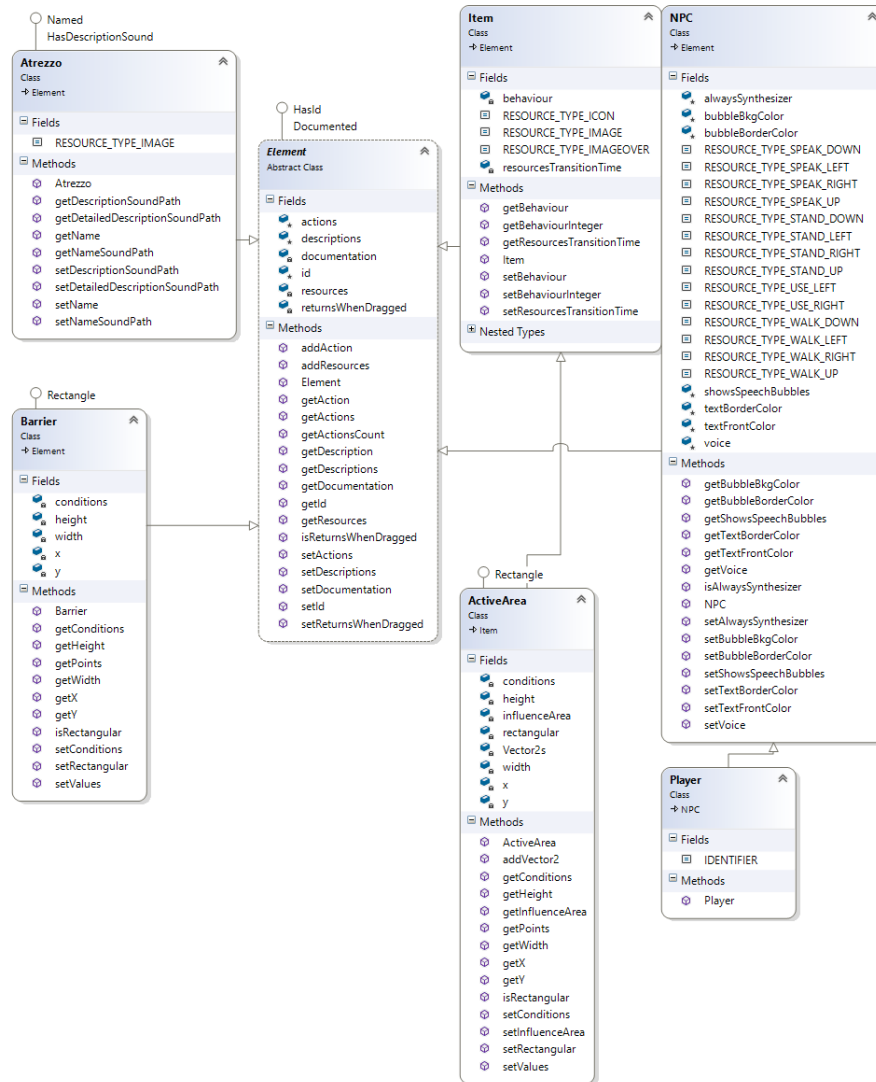 Named
HasDescriptionSound
Atrezzo
Class
Element
Fields
RESOURCE_TYPE_IMAGE
Methods
Atrezzo
getDescriptionSoundPath
getDetailedDescriptionSoundPath
getName
getNameSoundPath
setDescriptionSoundPath
setDetailedDescriptionSoundPath
setName
setNameSoundPath
Rectangle
Barrier
Class
Element
Fields
conditions
height
width
x
y
Methods
Barrier
getConditions
getHeight
getPoints
getWidth
getX
getY
isRectangular
setConditions
setRectangular
setValues
HasId
Documented
Element
Abstract Class
Fields
actions
descriptions
documentation
id
resources
returnsWhenDragged
Methods
addAction
addResources
Element
getAction
getActions
getActionsCount
getDescription
getDescriptions
getDocumentation
getId
getResources
isReturnsWhenDragged
setActions
setDescriptions
setDocumentation
setId
setReturnsWhenDragged
Item
Class
Element
Fields
behaviour
RESOURCE_TYPE_ICON
RESOURCE_TYPE_IMAGE
RESOURCE_TYPE_IMAGEOVER
resourcesTransitionTime
Methods
getBehaviour
getBehaviourInteger
getResourcesTransitionTime
Item
setBehaviour
setBehaviourInteger
setResourcesTransitionTime
Nested Types
Rectangle
ActiveArea
Class
Item
Fields
conditions
height
influenceArea
rectangular
Vector2s
width
x
y
Methods
ActiveArea
addVector2
getConditions
getHeight
getInfluenceArea
getPoints
getWidth
getX
getY
isRectangular
setConditions
setInfluenceArea
setRectangular
setValues
NPC
Class
Element
Fields
alwaysSynthesizer
bubbleBkgColor
bubbleBorderColor
RESOURCE_TYPE_SPEAK_DOWN
RESOURCE_TYPE_SPEAK_LEFT
RESOURCE_TYPE_SPEAK_RIGHT
RESOURCE_TYPE_SPEAK_UP
RESOURCE_TYPE_STAND_DOWN
RESOURCE_TYPE_STAND_LEFT
RESOURCE_TYPE_STAND_RIGHT
RESOURCE_TYPE_STAND_UP
RESOURCE_TYPE_USE_LEFT
RESOURCE_TYPE_USE_RIGHT
RESOURCE_TYPE_WALK_DOWN
RESOURCE_TYPE_WALK_LEFT
RESOURCE_TYPE_WALK_RIGHT
RESOURCE_TYPE_WALK_UP
showsSpeechBubbles
textBorderColor
textFrontColor
voice
Methods
getBubbleBkgColor
getBubbleBorderColor
getShowsSpeechBubbles
getTextBorderColor
getTextFrontColor
getVoice
isAlwaysSynthesizer
NPC
setAlwaysSynthesizer
setBubbleBkgColor
setBubbleBorderColor
setShowsSpeechBubbles
setTextBorderColor
setTextFrontColor
setVoice
Player
Class
NPC
Fields
IDENTIFIER
Methods
Player